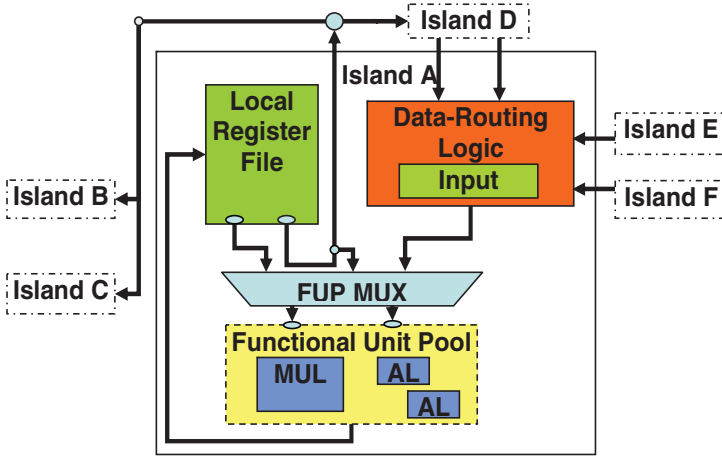 Island D
Island A
Local
Register
File
Data-Routing
Logic
Input
Island E
Island F
Island B
Island C
FUP MUX
Functional Unit Pool
MUL
AL
AL